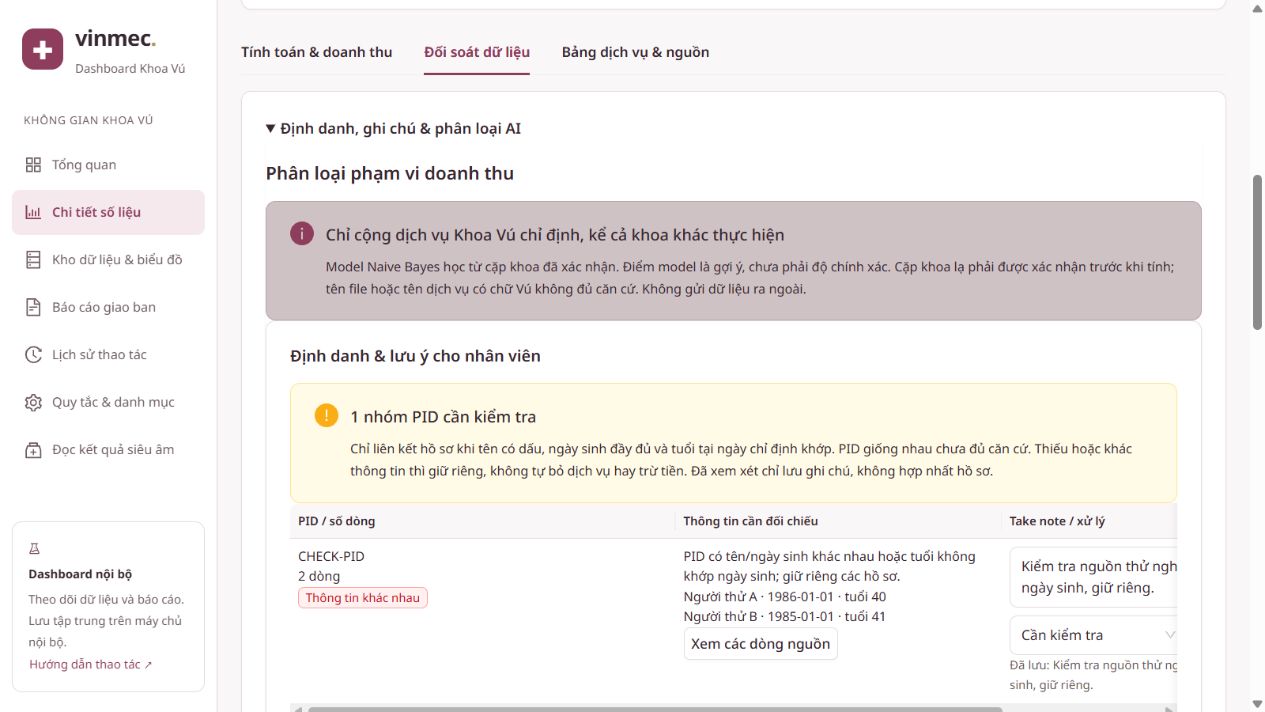 vinmec.
Dashboard Khoa Vú
KHÔNG GIAN KHOA VÚ
Tổng quan
Chi tiết số liệu
Kho dữ liệu & biểu đồ
Báo cáo giao ban
Lịch sử thao tác
Quy tắc & danh mục
Đọc kết quả siêu âm
Dashboard nội bộ
Theo dõi dữ liệu và báo cáo.
Lưu tập trung trên máy chủ
nội bộ.
Hướng dẫn thao tác ↗
Tính toán & doanh thu
Đối soát dữ liệu
Bảng dịch vụ & nguồn
▼ Định danh, ghi chú & phân loại AI
Phân loại phạm vi doanh thu
Chỉ cộng dịch vụ Khoa Vú chỉ định, kể cả khoa khác thực hiện
Model Naive Bayes học từ cặp khoa đã xác nhận. Điểm model là gợi ý, chưa phải độ chính xác. Cặp khoa lạ phải được xác nhận trước khi tính;
tên file hoặc tên dịch vụ có chữ Vú không đủ căn cứ. Không gửi dữ liệu ra ngoài.
Định danh & lưu ý cho nhân viên
1 nhóm PID cần kiểm tra
Chỉ liên kết hồ sơ khi tên có dấu, ngày sinh đầy đủ và tuổi tại ngày chỉ định khớp. PID giống nhau chưa đủ căn cứ. Thiếu hoặc khác
thông tin thì giữ riêng, không tự bỏ dịch vụ hay trừ tiền. Đã xem xét chỉ lưu ghi chú, không hợp nhất hồ sơ.
PID / số dòng
Thông tin cần đối chiếu
Take note / xử lý
CHECK-PID
2 dòng
Thông tin khác nhau
PID có tên/ngày sinh khác nhau hoặc tuổi không
khớp ngày sinh; giữ riêng các hồ sơ.
Người thử A · 1986-01-01 · tuổi 40
Người thử B · 1985-01-01 · tuổi 41
Xem các dòng nguồn
Kiểm tra nguồn thử ngh
ngày sinh, giữ riêng.
Cần kiểm tra
Đã lưu: Kiểm tra nguồn thử ng
sinh, giữ riêng.